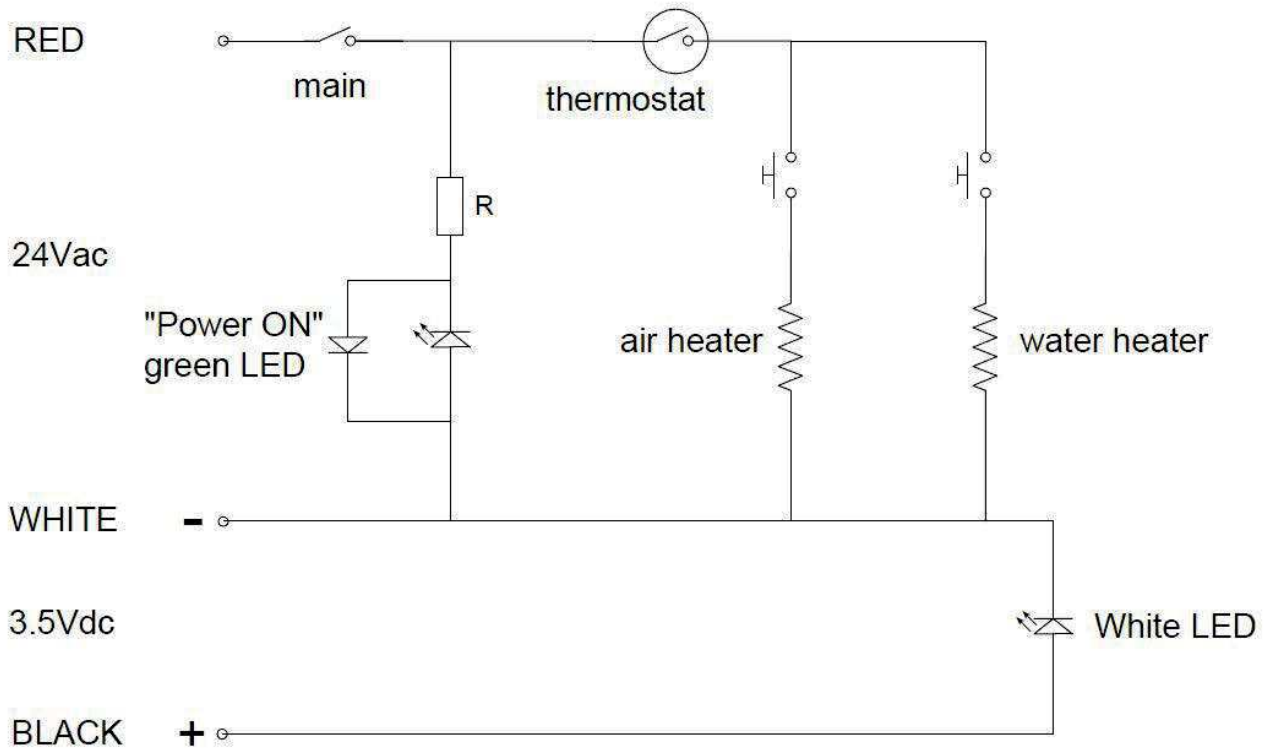 RED
main
thermostat
R
24Vac
"Power ON"
green LED
air heater
water heater
WHITE -
3.5Vdc
White LED
BLACK +